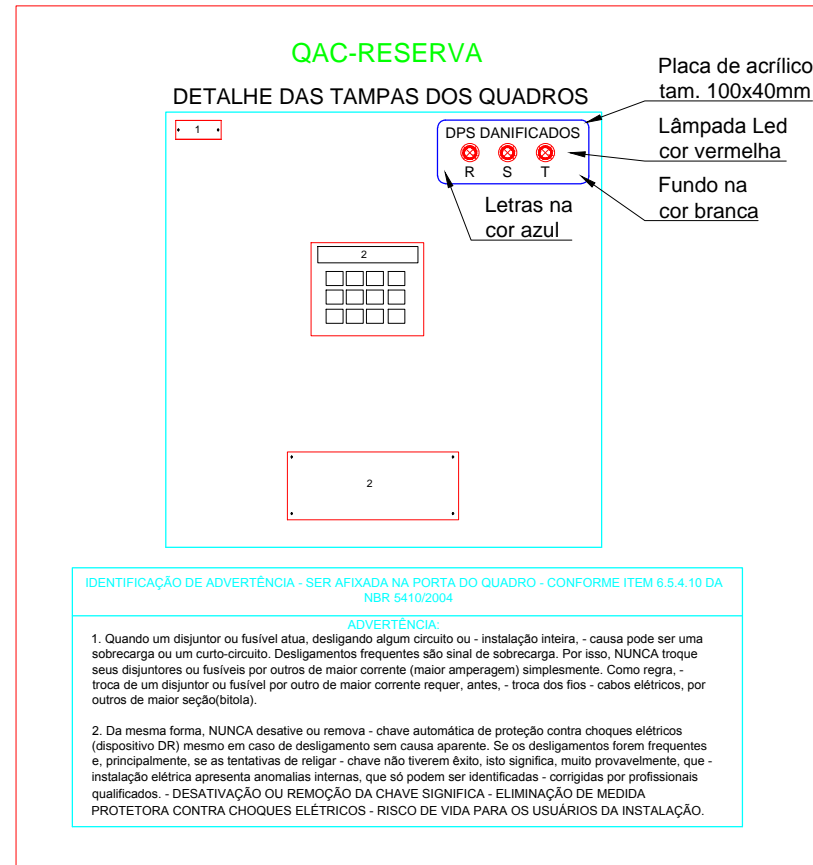 QAC-RESERVA
DETALHE DAS TAMPAS DOS QUADROS
Placa de acrílico
tam. 100x40mm
1
DPS DANIFICADOS
R S T
Lâmpada Led
cor vermelha
Fundo na
cor branca
Letras na
cor azul
2
2
IDENTIFICAÇÃO DE ADVERTÊNCIA - SER AFIXADA NA PORTA DO QUADRO - CONFORME ITEM 6.5.4.10 DA
NBR 5410/2004
ADVERTÊNCIA:
1. Quando um disjuntor ou fusível atua, desligando algum circuito ou - instalação inteira, - causa pode ser uma
sobrecarga ou um curto-circuito. Desligamentos frequentes são sinal de sobrecarga. Por isso, NUNCA troque
seus disjuntores ou fusíveis por outros de maior corrente (maior amperagem) simplesmente. Como regra, -
troca de um disjuntor ou fusível por outro de maior corrente requer, antes, - troca dos fios - cabos elétricos, por
outros de maior seção(bitola).
2. Da mesma forma, NUNCA desative ou remova - chave automática de proteção contra choques elétricos
(dispositivo DR) mesmo em caso de desligamento sem causa aparente. Se os desligamentos forem frequentes
e, principalmente, se as tentativas de religar - chave não tiverem êxito, isto significa, muito provavelmente, que -
instalação elétrica apresenta anomalias internas, que só podem ser identificadas - corrigidas por profissionais
qualificados. - DESATIVAÇÃO OU REMOÇÃO DA CHAVE SIGNIFICA - ELIMINAÇÃO DE MEDIDA
PROTETORA CONTRA CHOQUES ELÉTRICOS - RISCO DE VIDA PARA OS USUÁRIOS DA INSTALAÇÃO.